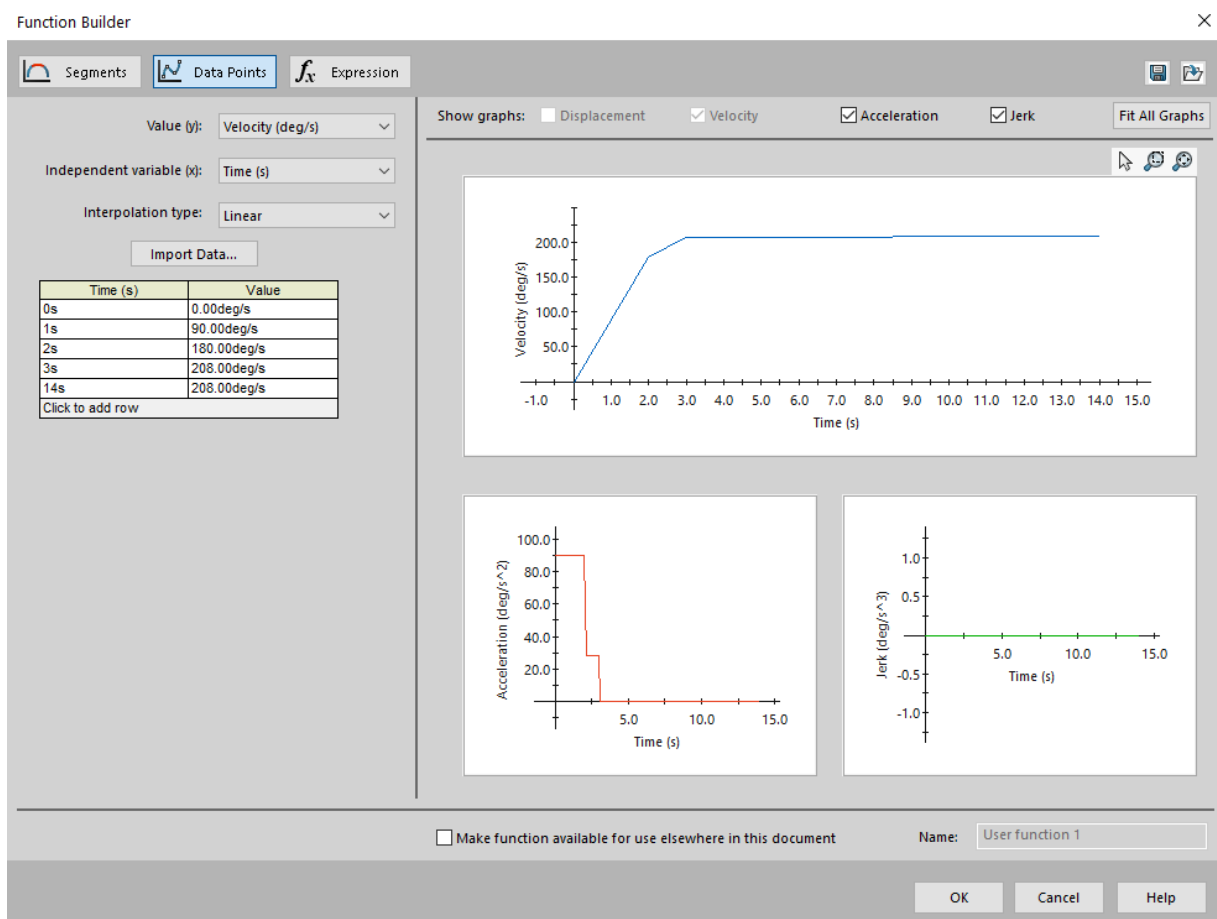 Function Builder
Segments Data Points fx Expression
Value (y): Velocity (deg/s)
Independent variable (x): Time (s)
Interpolation type: Linear
Import Data...
Time (s) Value
0s 0.00deg/s
1s 90.00deg/s
2s 180.00deg/s
3s 208.00deg/s
14s 208.00deg/s
Click to add row
Show graphs: Displacement Velocity Acceleration Jerk Fit All Graphs
200.0
150.0
100.0
50.0
Velocity (deg/s)
-1.0 1.0 2.0 3.0 4.0 5.0 6.0 7.0 8.0 9.0 10.0 11.0 12.0 13.0 14.0 15.0
Time (s)
100.0
80.0
60.0
40.0
20.0
Acceleration (deg/s^2)
5.0 10.0 15.0
Time (s)
1.0
0.5
-0.5
-1.0
Jerk (deg/s^3)
5.0 10.0 15.0
Time (s)
Make function available for use elsewhere in this document Name: User function 1
OK Cancel Help